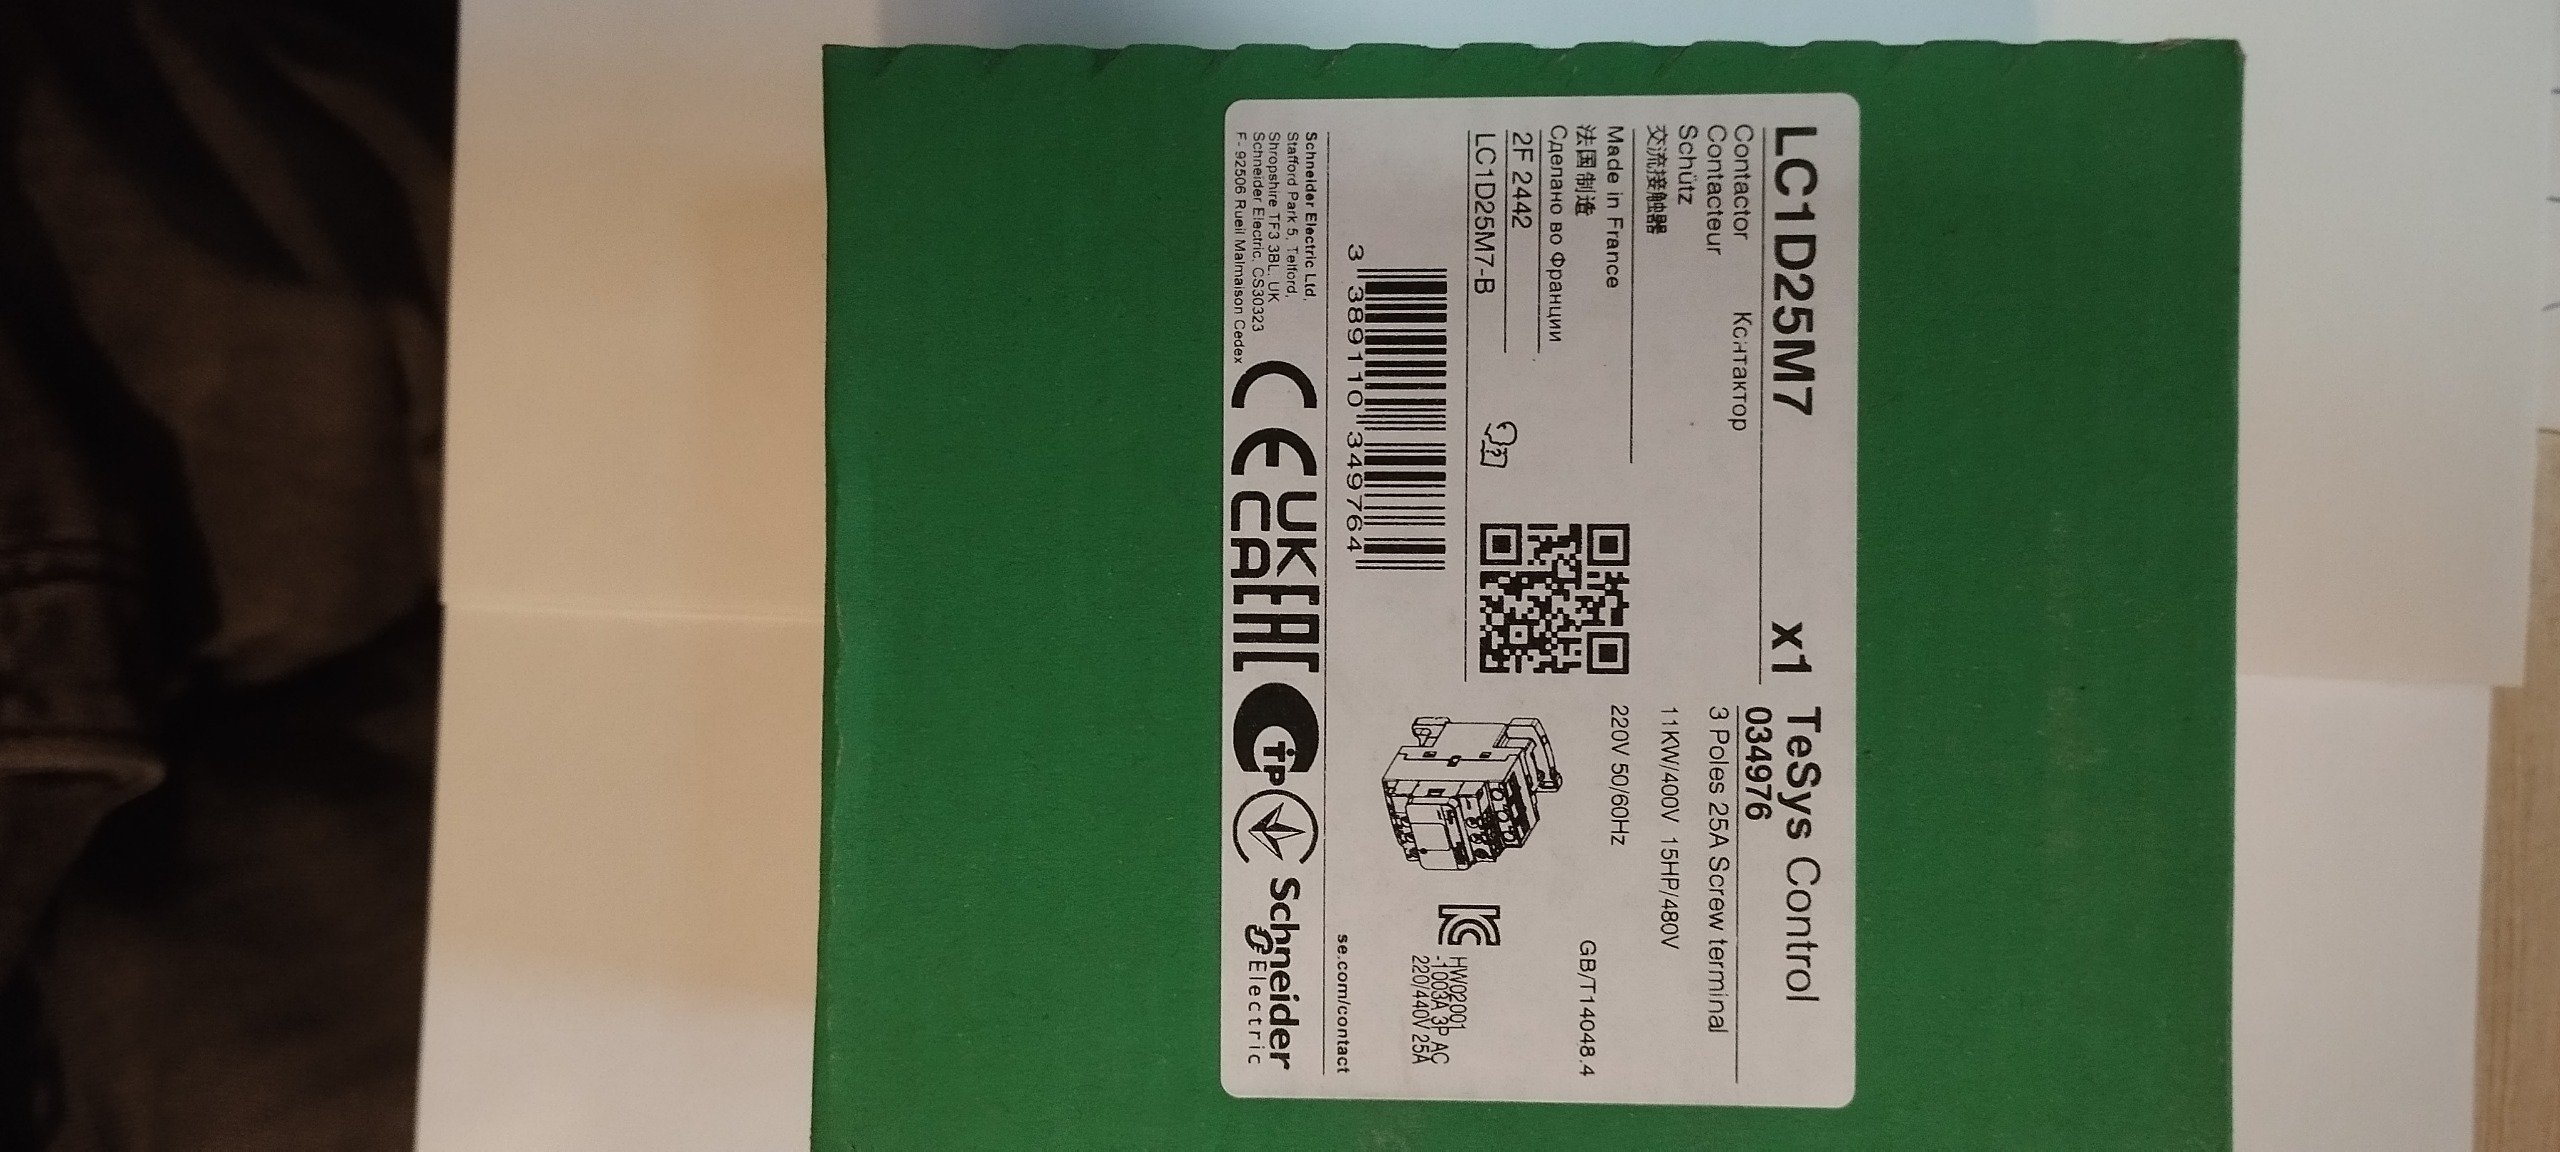 LC1D25M7 x1
Contactor Контактор
Contacteur
Schütz
交流接触器
Made in France
法国制造
Сделано во Франции
2F 2442
LC1D25M7-B
3 389110 349764
TeSys Control
034976
3 Poles 25A Screw terminal
11KW/400V 15HP/480V
220V 50/60Hz
GB/T14048.4
HW02001
-1003A 3P AC
220/440V 25A
se.com/contact
Schneider Electric Ltd,
Stafford Park 5, Telford,
Shropshire TF3 3BL, UK
Schneider Electric, CS30323
F- 92506 Rueil Malmaison Cedex
CE
UK
CA
EAC
Schneider
Electric